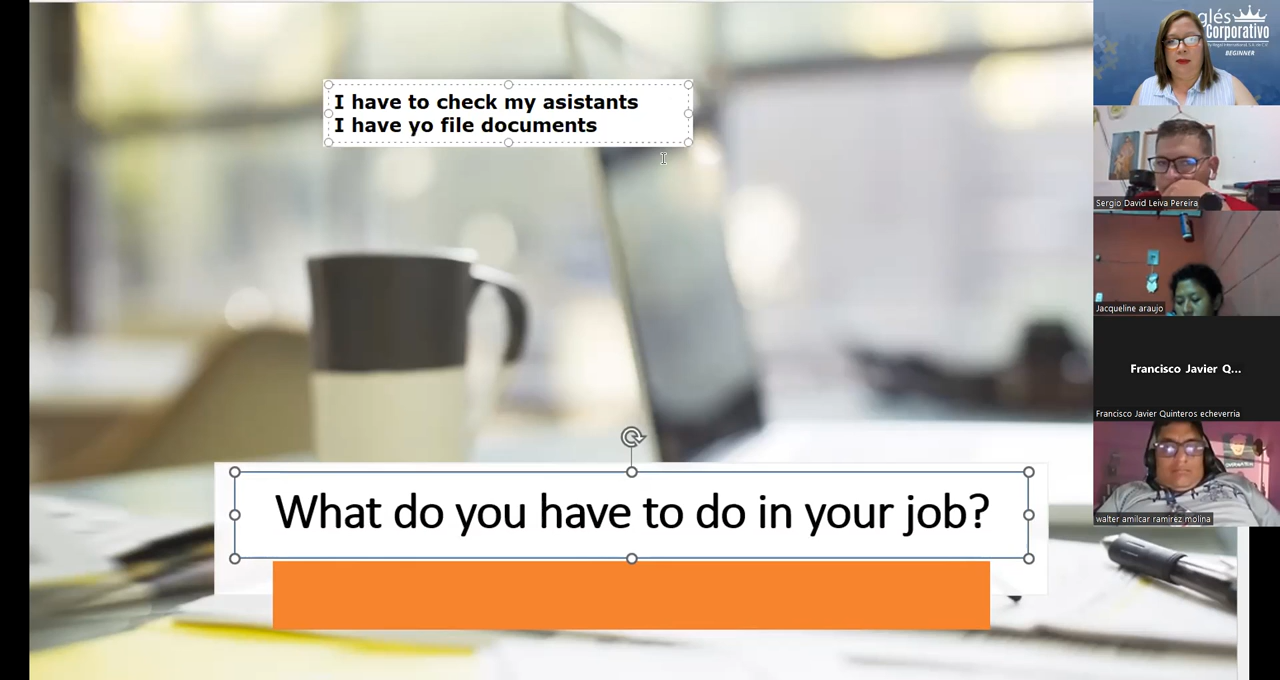 I have to check my asistants
I have yo file documents
What do you have to do in your job?
glés
Corporativo
BEGINNER
Sergio David Leiva Pereira
Jacqueline araujo
Francisco Javier Q...
Francisco Javier Quinteros echeverria
walter amilcar ramirez molina